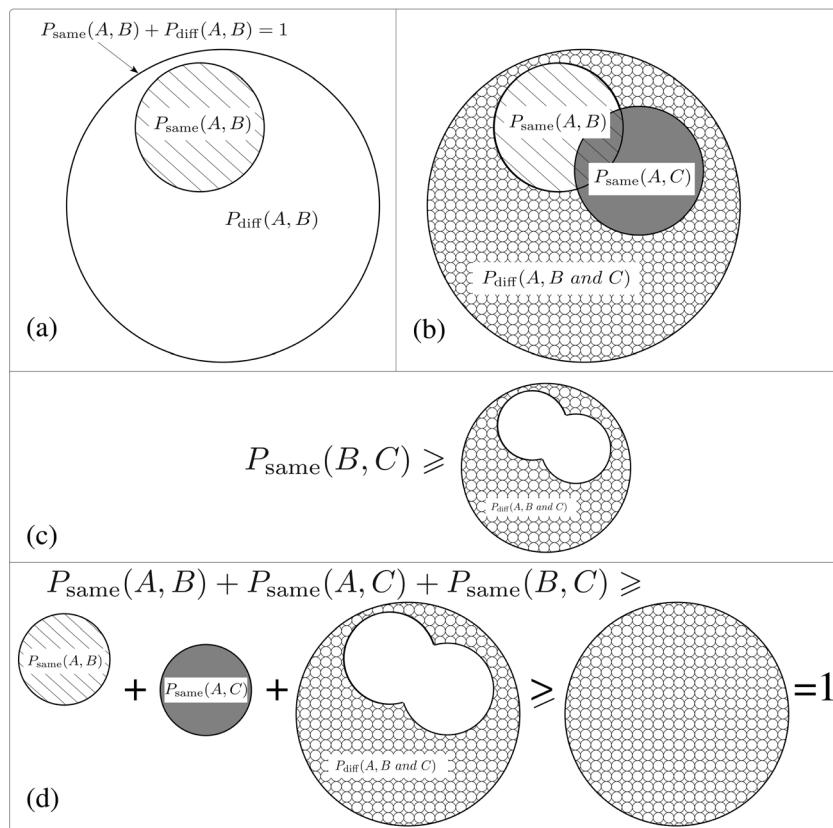 P_same(A, B) + P_diff(A, B) = 1
P_same(A, B)
P_diff(A, B)
(a)
P_same(A, B)
P_same(A, C)
P_diff(A, B and C)
(b)
P_same(B, C) ⩾
P_diff(A, B and C)
(c)
P_same(A, B) + P_same(A, C) + P_same(B, C) ⩾
P_same(A, B) + P_same(A, C) + P_diff(A, B and C) ⩾ =1
(d)